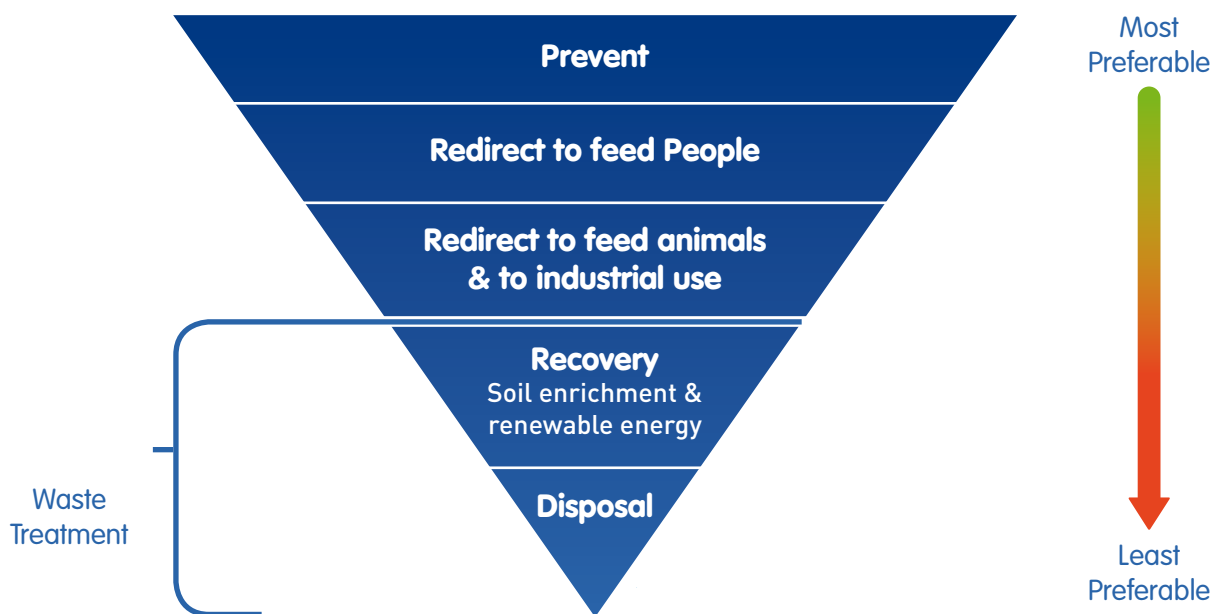 Prevent
Redirect to feed People
Redirect to feed animals
& to industrial use
Recovery
Soil enrichment &
renewable energy
Disposal
Waste
Treatment
Most
Preferable
Least
Preferable